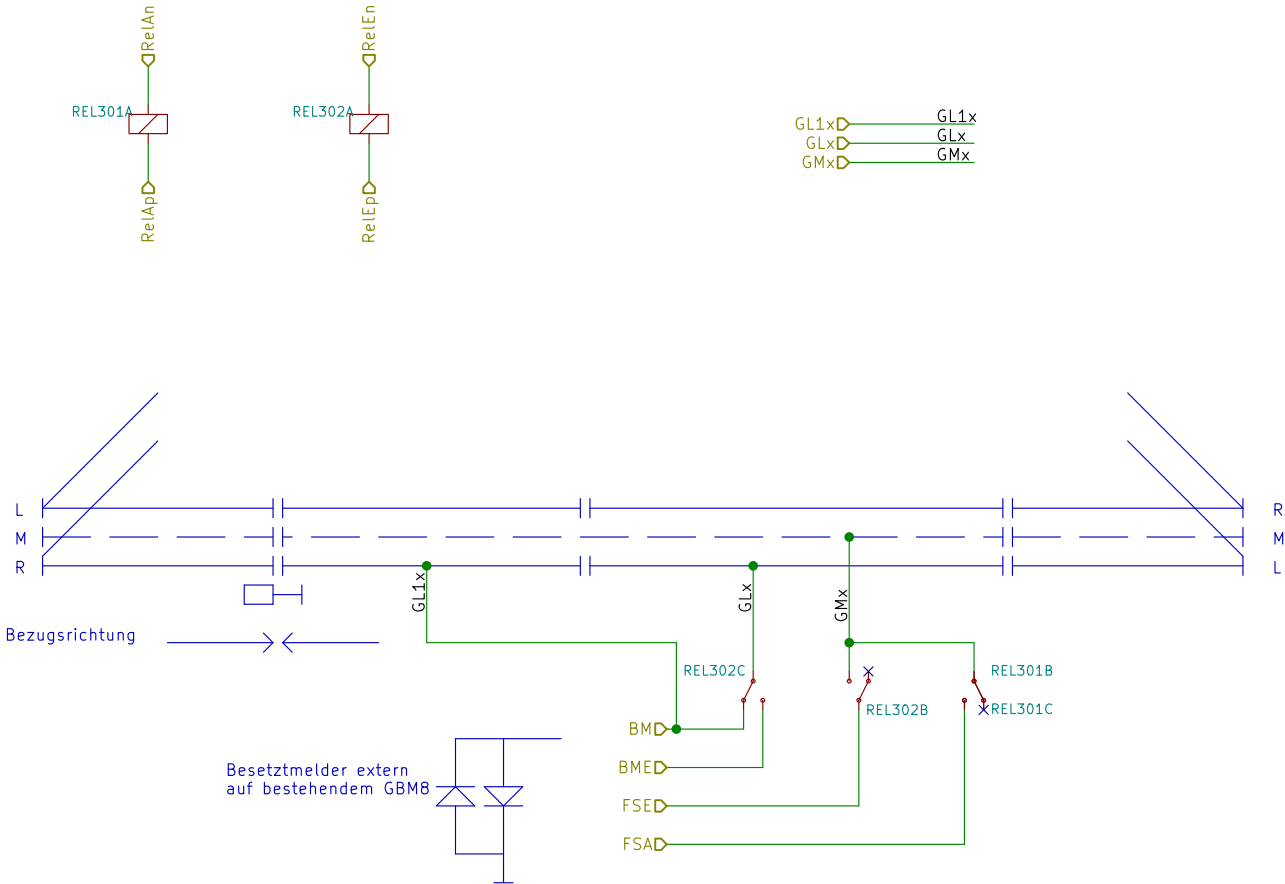 RelAn
RelEn
REL301A
REL302A
RelAp
RelEp
GL1x
GL1x
GLx
GLx
GMx
GMx
L
R
M
M
R
L
GL1x
GLx
GMx
Bezugsrichtung
REL302C
REL301B
REL302B
REL301C
BM
BME
Besetztmelder extern
auf bestehendem GBM8
FSE
FSA